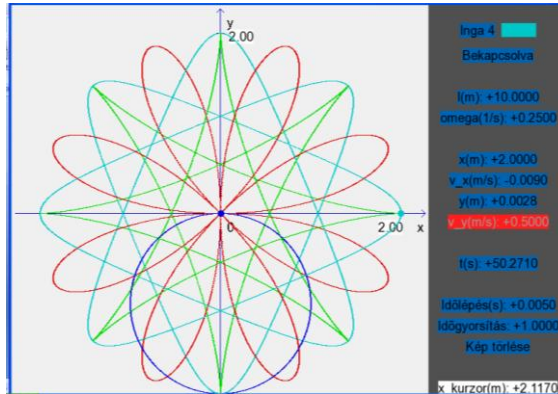 y
2.00
0
2.00
x
Inga 4
Bekapcsolva
l(m): +10.0000
omega(1/s): +0.2500
x(m): +2.0000
v_x(m/s): -0.0090
y(m): +0.0028
v_y(m/s): +0.5000
t(s): +50.2710
Időlépés(s): +0.0050
Időgyorsítás: +1.0000
Kép törlése
x_kurzor(m): +2.1170